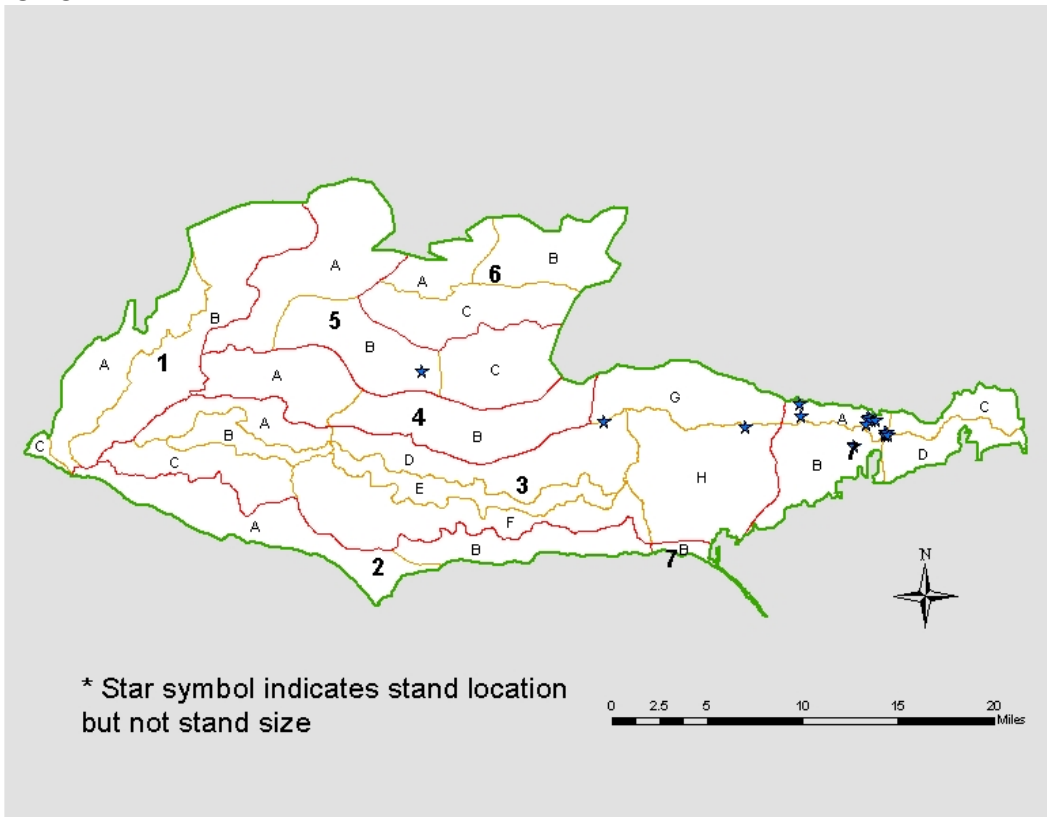 A
B
A
6
B
A
C
5
B
1
A
C
G
C
4
B
A
A
7
B
D
C
D
B
C
E
3
H
F
A
B
B
2
7
N
* Star symbol indicates stand location
but not stand size
0 2.5 5 10 15 20
Miles